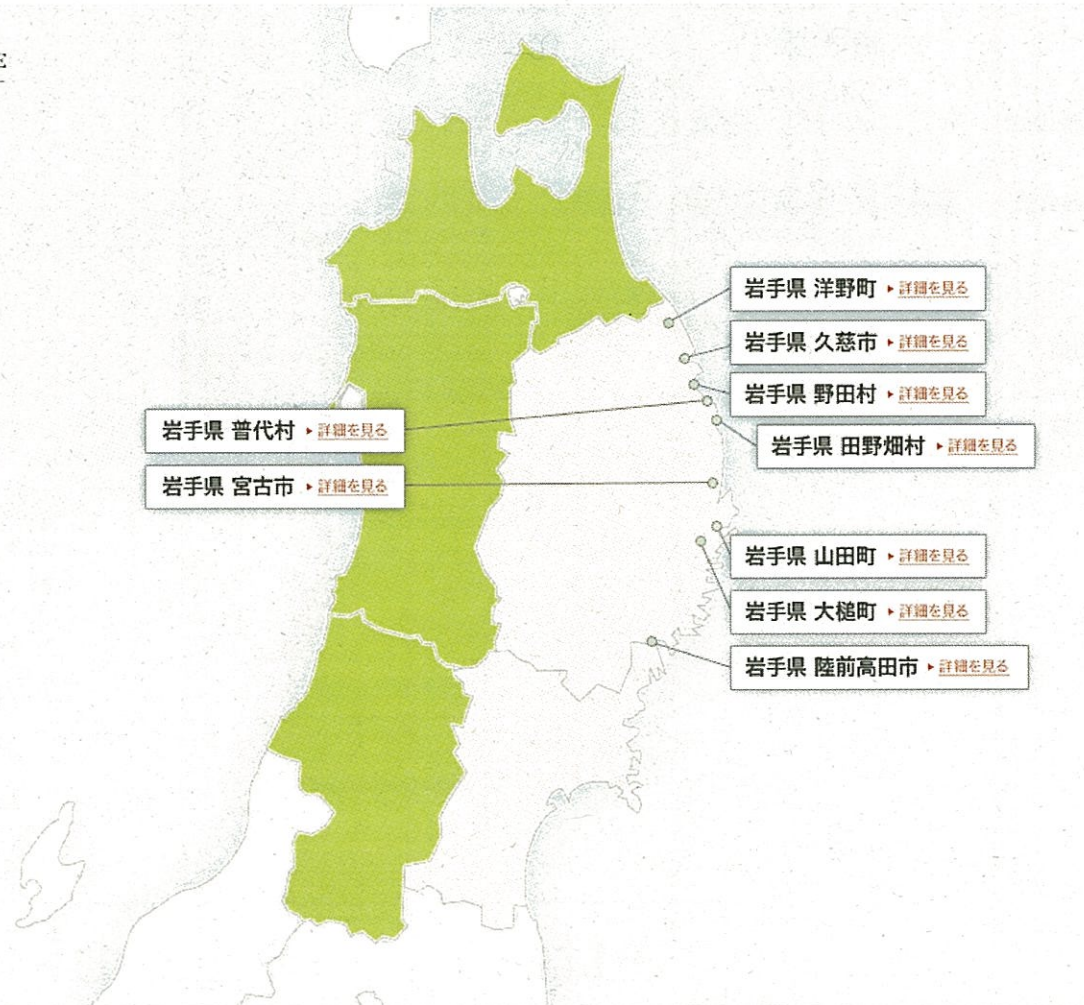 E
岩手県 洋野町 ▸ 詳細を見る
岩手県 久慈市 ▸ 詳細を見る
岩手県 野田村 ▸ 詳細を見る
岩手県 普代村 ▸ 詳細を見る
岩手県 田野畑村 ▸ 詳細を見る
岩手県 宮古市 ▸ 詳細を見る
岩手県 山田町 ▸ 詳細を見る
岩手県 大槌町 ▸ 詳細を見る
岩手県 陸前高田市 ▸ 詳細を見る